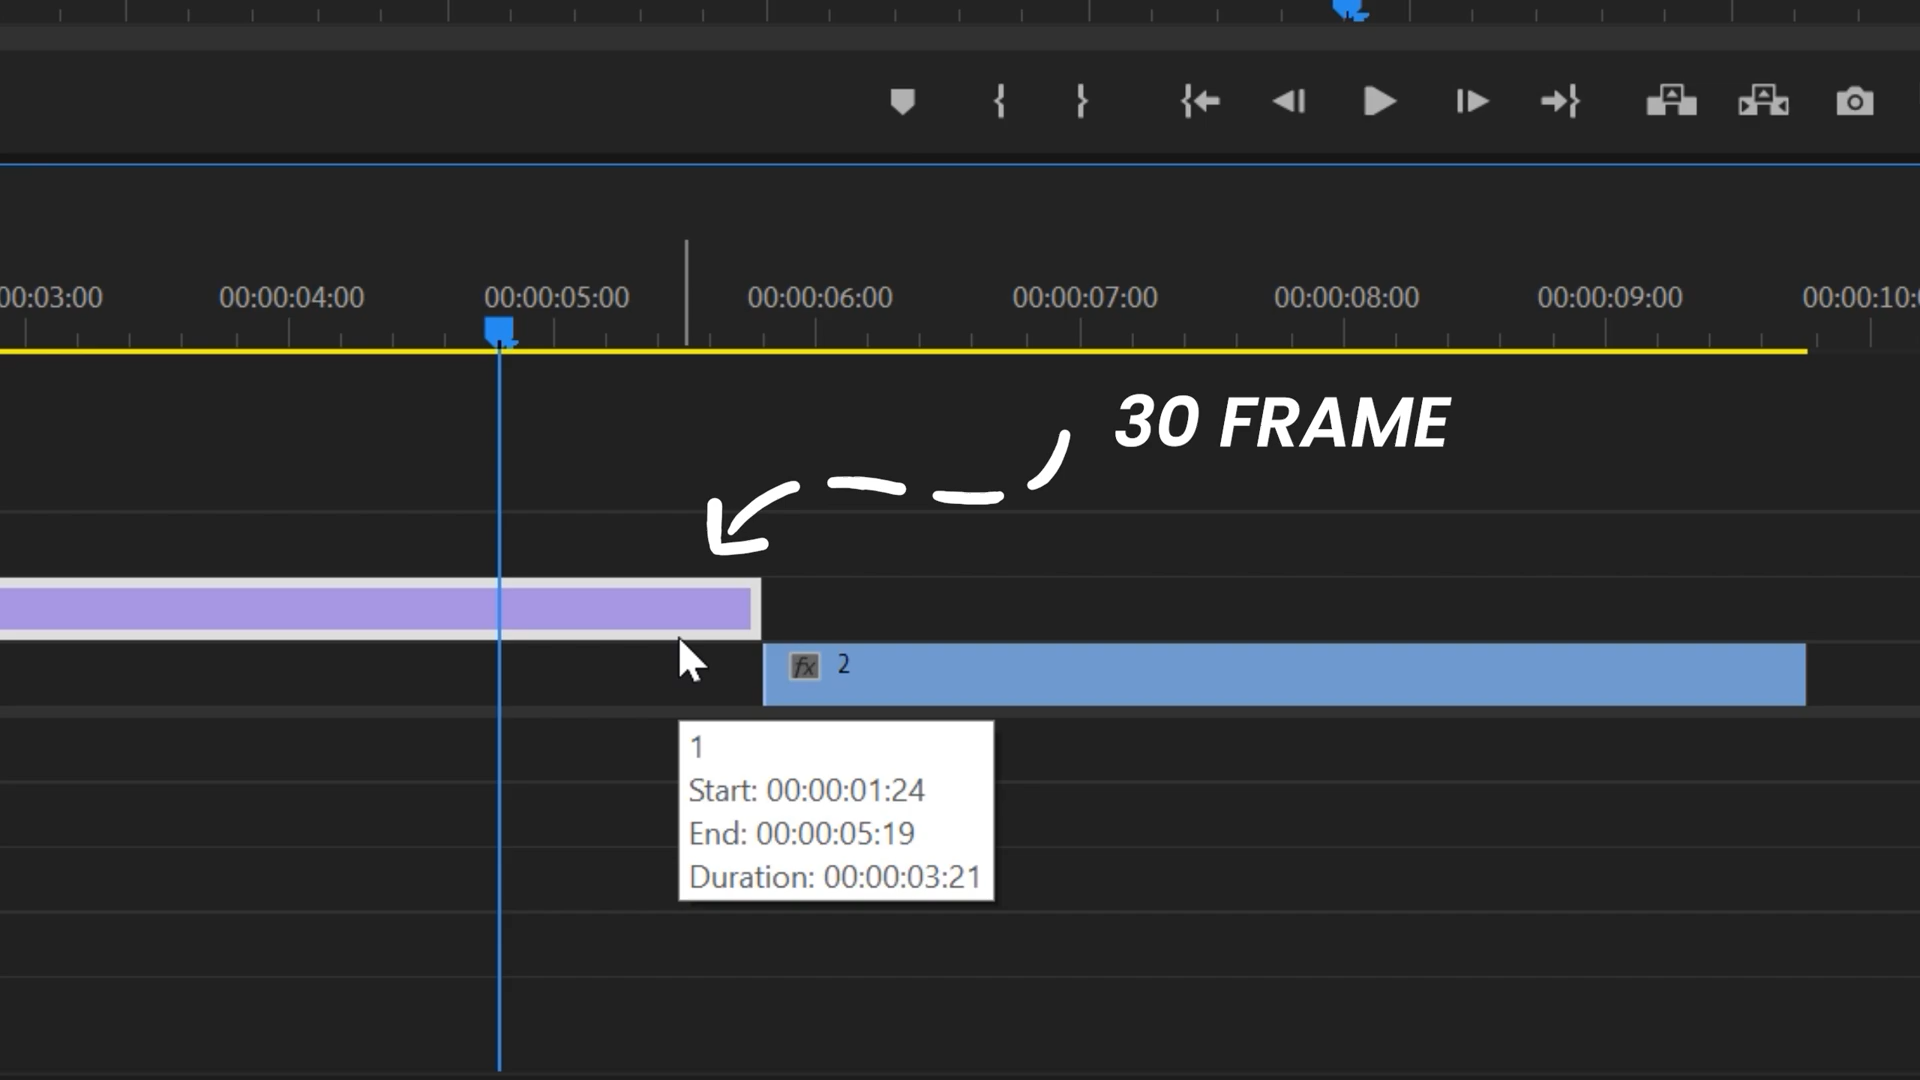 00:00:03:00 00:00:04:00 00:00:05:00 00:00:06:00 00:00:07:00 00:00:08:00 00:00:09:00 00:00:10:0
30 FRAME
fx 2
1
Start: 00:00:01:24
End: 00:00:05:19
Duration: 00:00:03:21